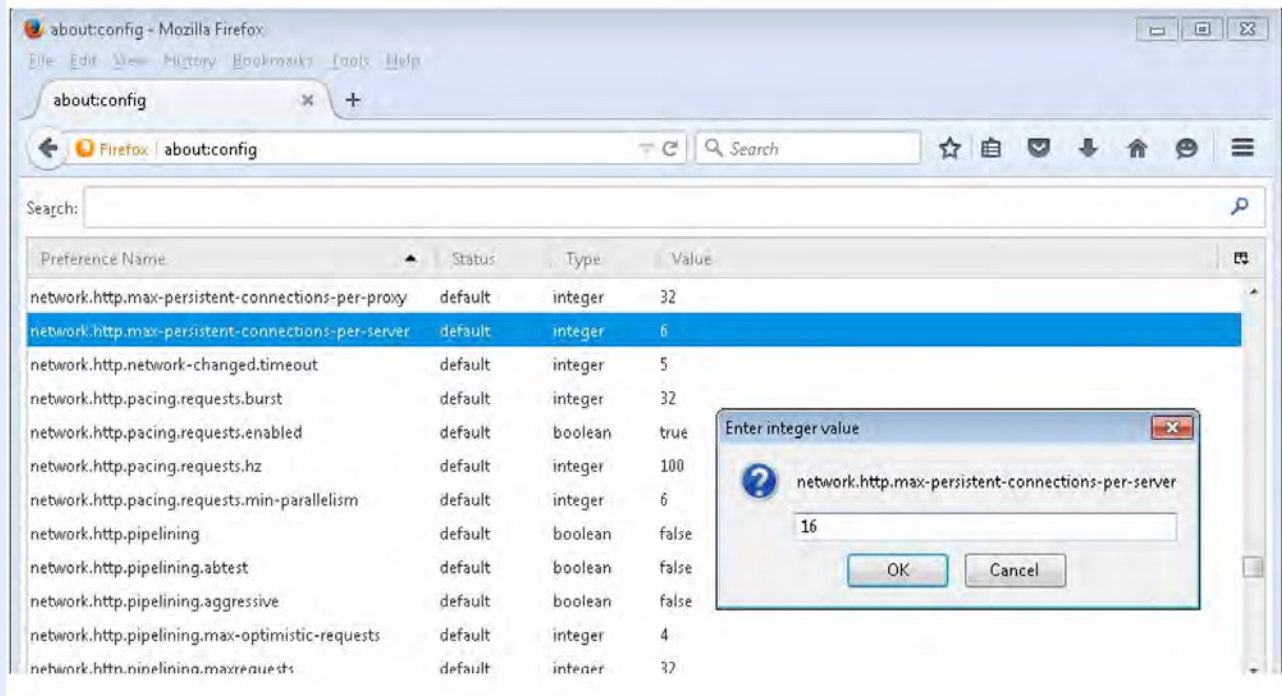 about:config - Mozilla Firefox
File Edit View History Bookmarks Tools Help
about:config
Firefox about:config Search
Search:
Preference Name Status Type Value
network.http.max-persistent-connections-per-proxy default integer 32
network.http.max-persistent-connections-per-server default integer 6
network.http.network-changed.timeout default integer 5
network.http.pacing.requests.burst default integer 32
network.http.pacing.requests.enabled default boolean true
network.http.pacing.requests.hz default integer 100
network.http.pacing.requests.min-parallelism default integer 6
network.http.pipelining default boolean false
network.http.pipelining.abtest default boolean false
network.http.pipelining.aggressive default boolean false
network.http.pipelining.max-optimistic-requests default integer 4
network.http.pipelining.maxrequests default integer 32
Enter integer value
network.http.max-persistent-connections-per-server
16
OK Cancel